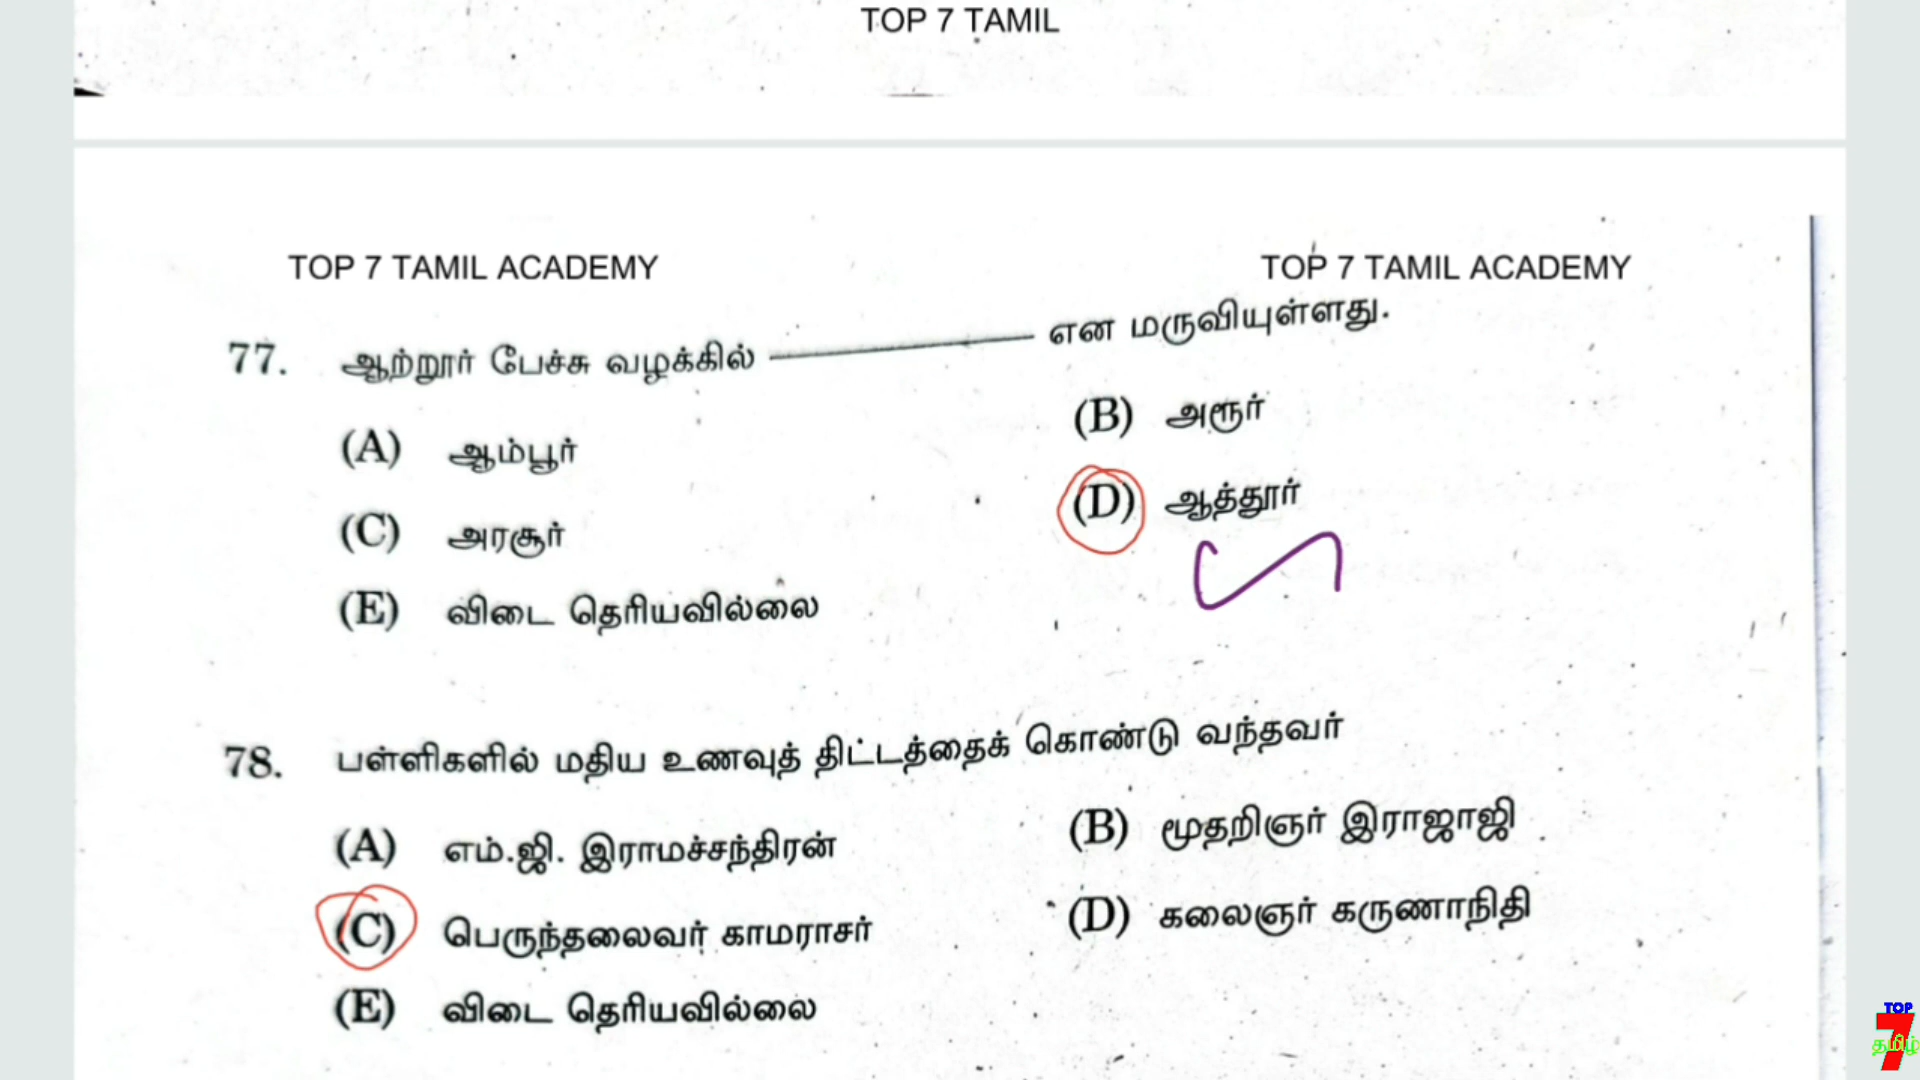 TOP 7 TAMIL
TOP 7 TAMIL ACADEMY TOP 7 TAMIL ACADEMY
77. ஆற்றூர் பேச்சு வழக்கில் ______ என மருவியுள்ளது.
(A) ஆம்பூர் (B) அரூர்
(C) அரசூர் (D) ஆத்தூர்
(E) விடை தெரியவில்லை
78. பள்ளிகளில் மதிய உணவுத் திட்டத்தைக் கொண்டு வந்தவர்
(A) எம்.ஜி. இராமச்சந்திரன் (B) மூதறிஞர் இராஜாஜி
(C) பெருந்தலைவர் காமராசர் (D) கலைஞர் கருணாநிதி
(E) விடை தெரியவில்லை
TOP
7
தமிழ்